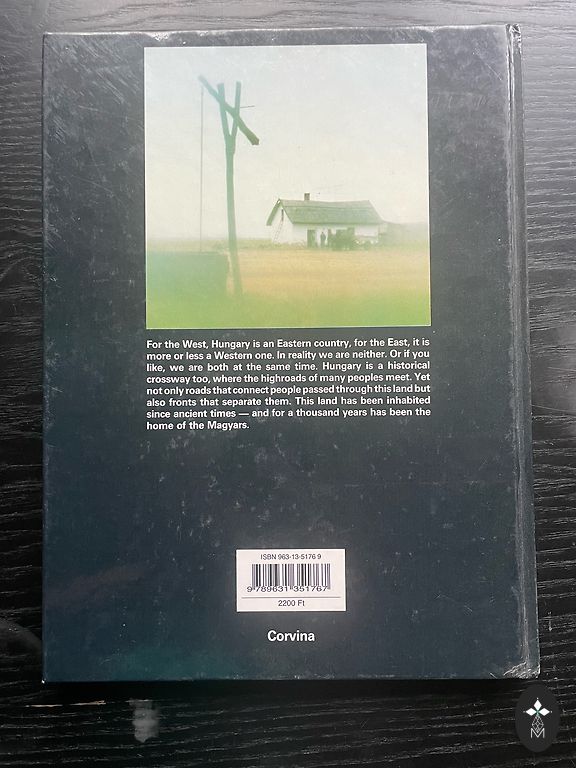 For the West, Hungary is an Eastern country, for the East, it is
more or less a Western one. In reality we are neither. Or if you
like, we are both at the same time. Hungary is a historical
crossway too, where the highroads of many peoples meet. Yet
not only roads that connect people passed through this land but
also fronts that separate them. This land has been inhabited
since ancient times — and for a thousand years has been the
home of the Magyars.
ISBN 963-13-5176 9
9 789631 351767
2200 Ft
Corvina
M